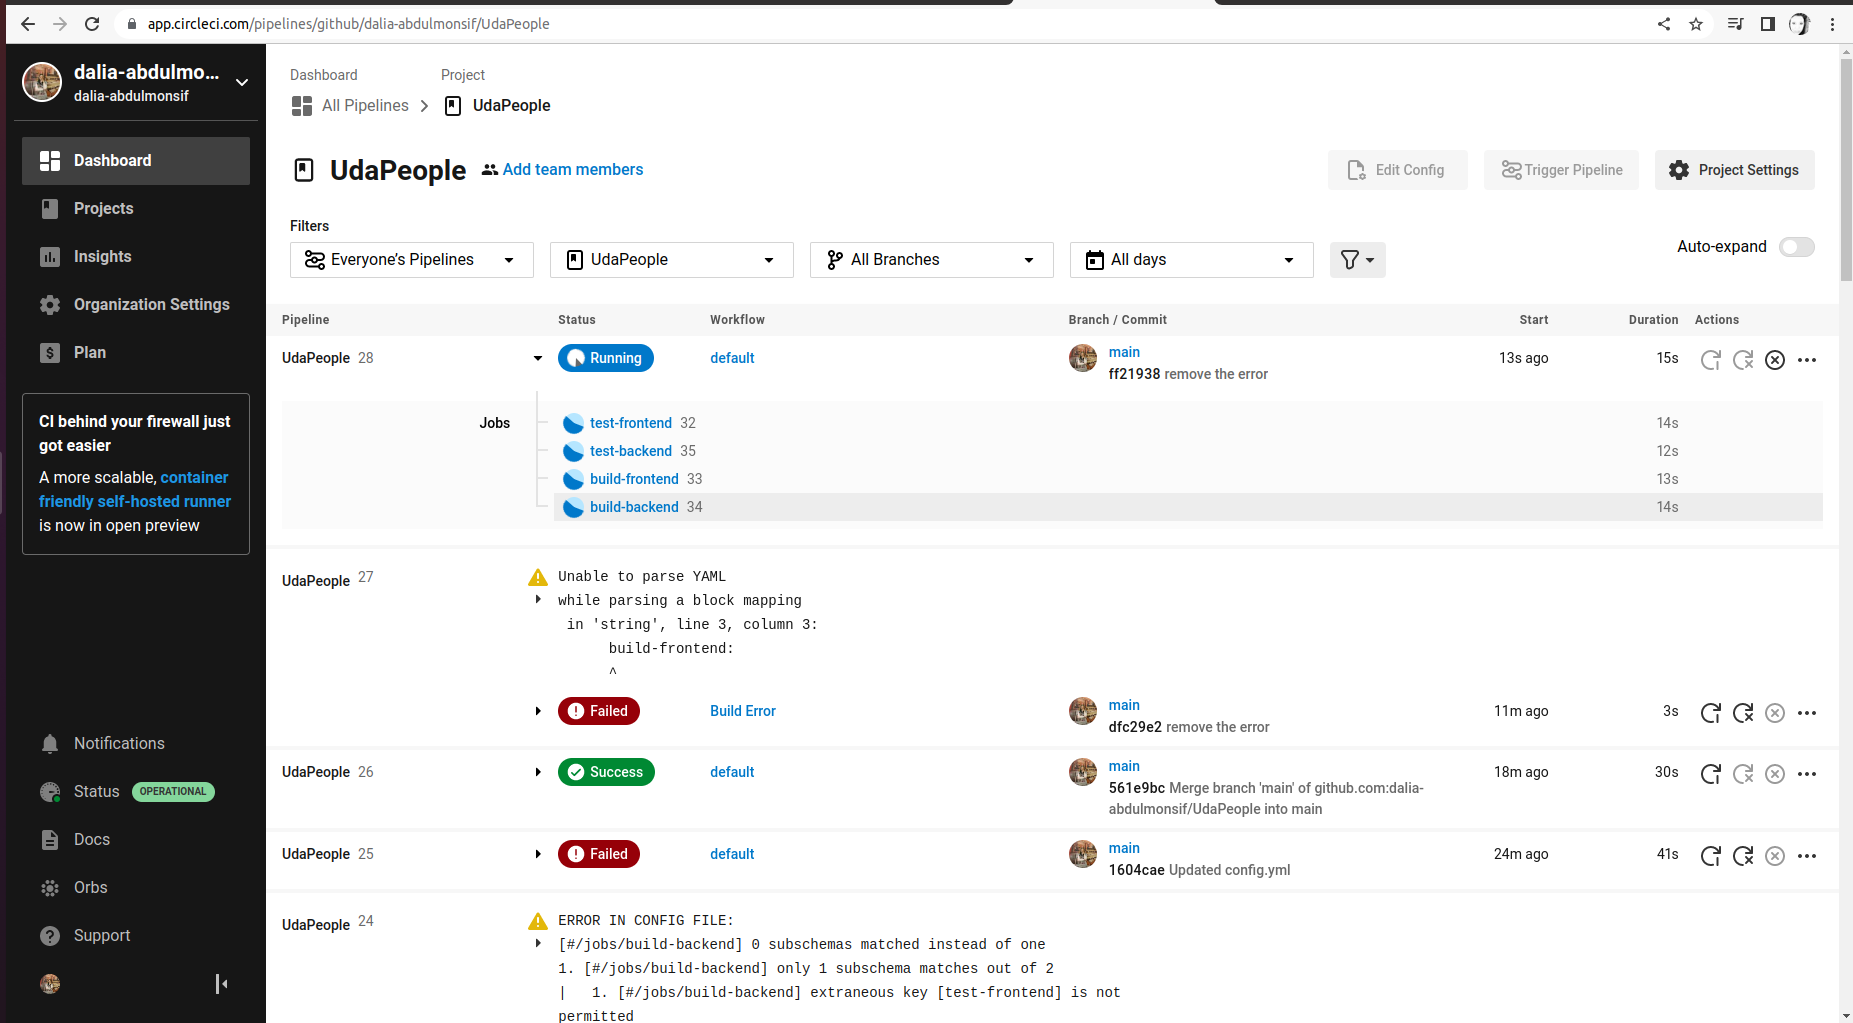 app.circleci.com/pipelines/github/dalia-abdulmonsif/UdaPeople
dalia-abdulmo...
dalia-abdulmonsif
Dashboard
Projects
Insights
Organization Settings
Plan
CI behind your firewall just
got easier
A more scalable, container
friendly self-hosted runner
is now in open preview
Notifications
Status OPERATIONAL
Docs
Orbs
Support
Dashboard Project
All Pipelines UdaPeople
UdaPeople Add team members
Edit Config Trigger Pipeline Project Settings
Filters
Everyone's Pipelines UdaPeople All Branches All days
Auto-expand
Pipeline Status Workflow Branch / Commit Start Duration Actions
UdaPeople 28 Running default main 13s ago 15s
ff21938 remove the error
Jobs test-frontend 32 14s
test-backend 35 12s
build-frontend 33 13s
build-backend 34 14s
UdaPeople 27 Unable to parse YAML
while parsing a block mapping
in 'string', line 3, column 3:
build-frontend:
^
Failed Build Error main 11m ago 3s
dfc29e2 remove the error
UdaPeople 26 Success default main 18m ago 30s
561e9bc Merge branch 'main' of github.com:dalia-
abdulmonsif/UdaPeople into main
UdaPeople 25 Failed default main 24m ago 41s
1604cae Updated config.yml
UdaPeople 24 ERROR IN CONFIG FILE:
[#/jobs/build-backend] 0 subschemas matched instead of one
1. [#/jobs/build-backend] only 1 subschema matches out of 2
| 1. [#/jobs/build-backend] extraneous key [test-frontend] is not
permitted